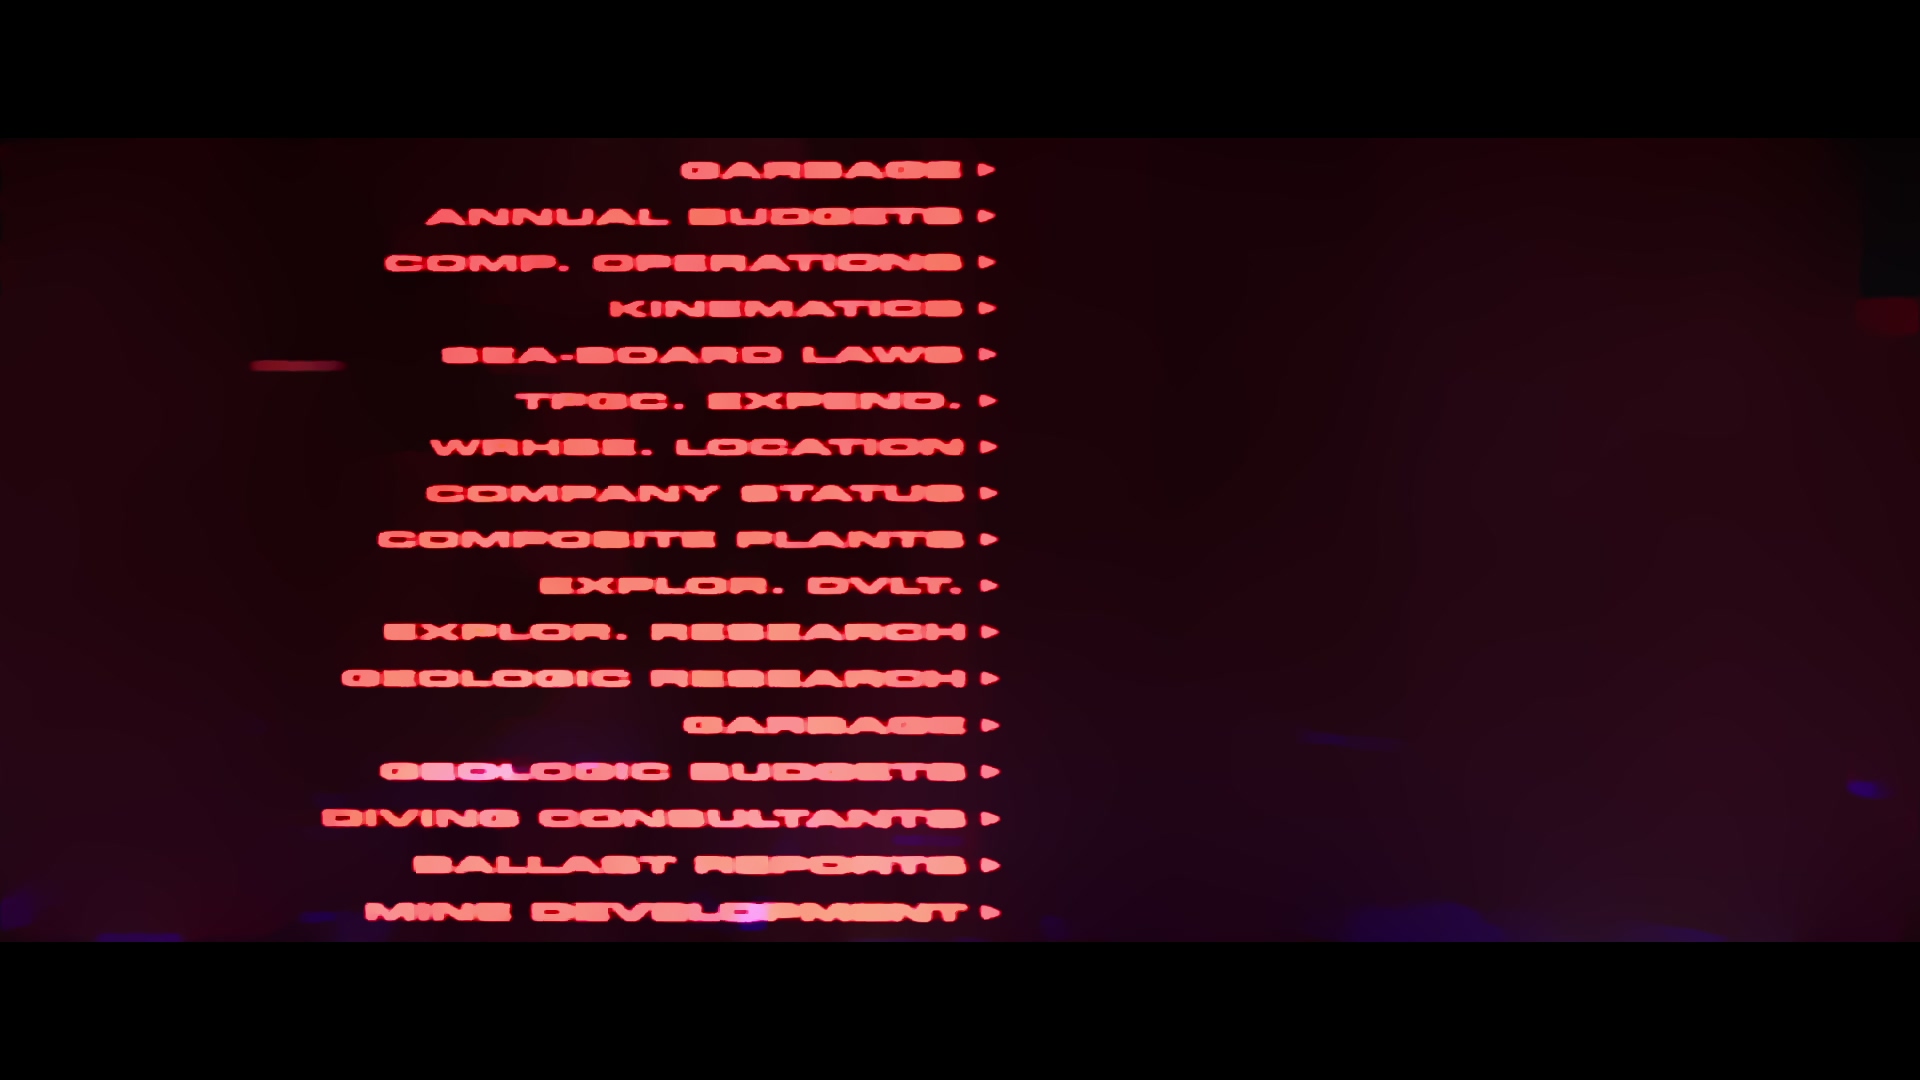 GARBAGE
ANNUAL BUDGETS
COMP. OPERATIONS
KINEMATICS
SEA-BOARD LAWS
EXPEND.
WRHSE. LOCATION
COMPANY STATUS
COMPOSITE PLANTS
EXPLOR. DVLT.
EXPLOR. RESEARCH
GEOLOGIC RESEARCH
GARBAGE
GEOLOGIC BUDGETS
DIVING CONSULTANTS
BALLAST REPORTS
MINE DEVELOPMENT